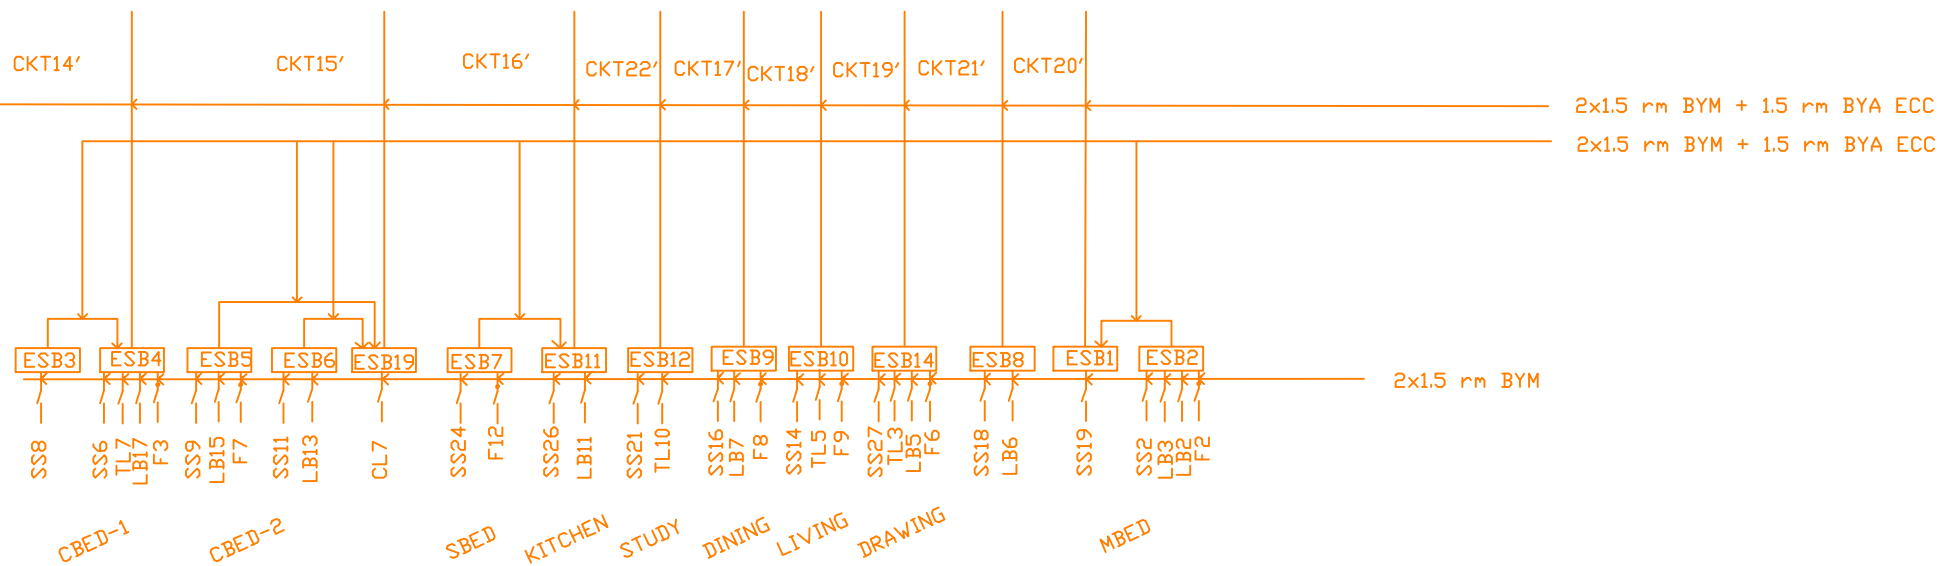 CKT14' CKT15' CKT16' CKT22' CKT17' CKT18' CKT19' CKT21' CKT20'
2x1.5 rm BYM + 1.5 rm BYA ECC
2x1.5 rm BYM + 1.5 rm BYA ECC
ESB3 ESB4 ESB5 ESB6 ESB19 ESB7 ESB11 ESB12 ESB9 ESB10 ESB14 ESB8 ESB1 ESB2
2x1.5 rm BYM
SS8 SS6 TL7 LB17 F3 SS9 LB15 F7 SS11 LB13 CL7 SS24 F12 SS26 LB11 SS21 TL10 SS16 LB7 F8 SS14 TL5 F9 SS27 TL3 LB5 F6 SS18 LB6 SS19 SS2 LB3 LB2 F2
CBED-1 CBED-2 SBED KITCHEN STUDY DINING LIVING DRAWING MBED